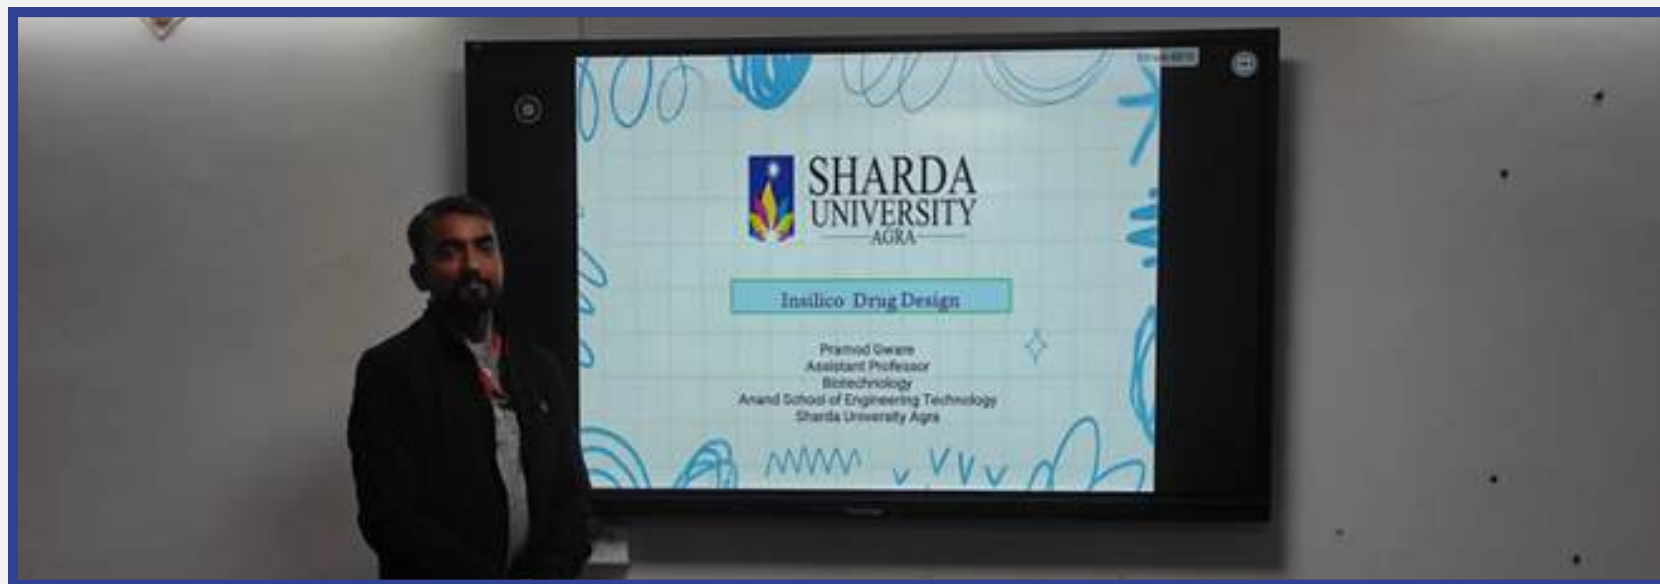 SHARDA
UNIVERSITY
AGRA
Insilico Drug Design
Pramod Gware
Assistant Professor
Biotechnology
Anand School of Engineering Technology
Sharda University Agra